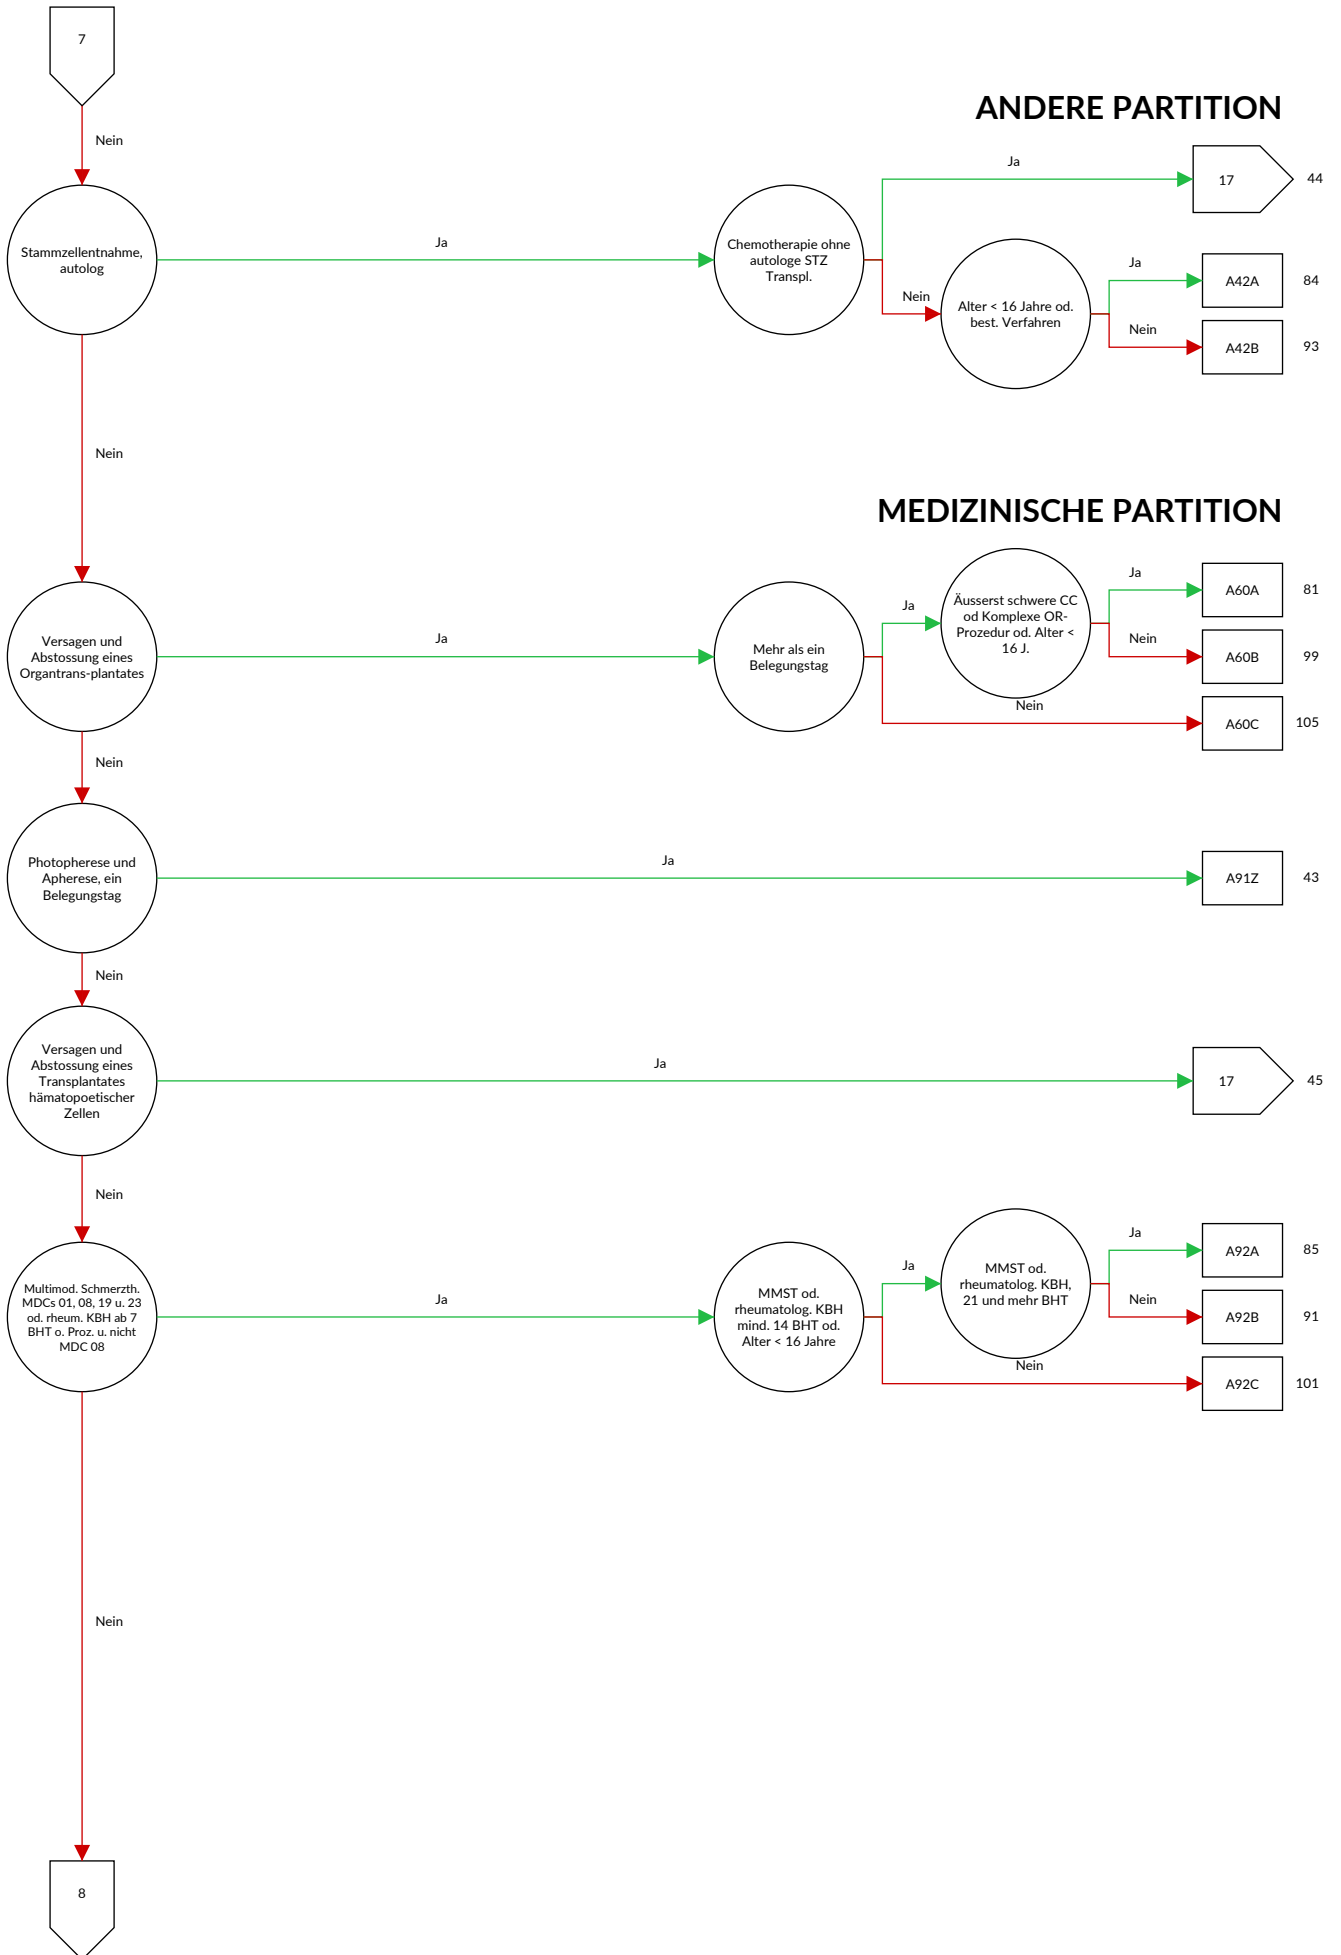 7
Nein
ANDERE PARTITION
Ja
17
44
Stammzellentnahme,
autolog
Ja
Chemotherapie ohne
autologe STZ
Transpl.
Nein
Alter < 16 Jahre od.
best. Verfahren
Ja
A42A
84
Nein
A42B
93
Nein
MEDIZINISCHE PARTITION
Versagen und
Abstossung eines
Organtrans-plantates
Ja
Mehr als ein
Belegungstag
Ja
Äusserst schwere CC
od Komplexe OR-
Prozedur od. Alter <
16 J.
Ja
A60A
81
Nein
A60B
99
Nein
A60C
105
Nein
Photopherese und
Apherese, ein
Belegungstag
Ja
A91Z
43
Nein
Versagen und
Abstossung eines
Transplantates
hämatopoetischer
Zellen
Ja
17
45
Nein
Multimod. Schmerzth.
MDCs 01, 08, 19 u. 23
od. rheum. KBH ab 7
BHT o. Proz. u. nicht
MDC 08
Ja
MMST od.
rheumatolog. KBH
mind. 14 BHT od.
Alter < 16 Jahre
Ja
MMST od.
rheumatolog. KBH,
21 und mehr BHT
Ja
A92A
85
Nein
A92B
91
Nein
A92C
101
Nein
8